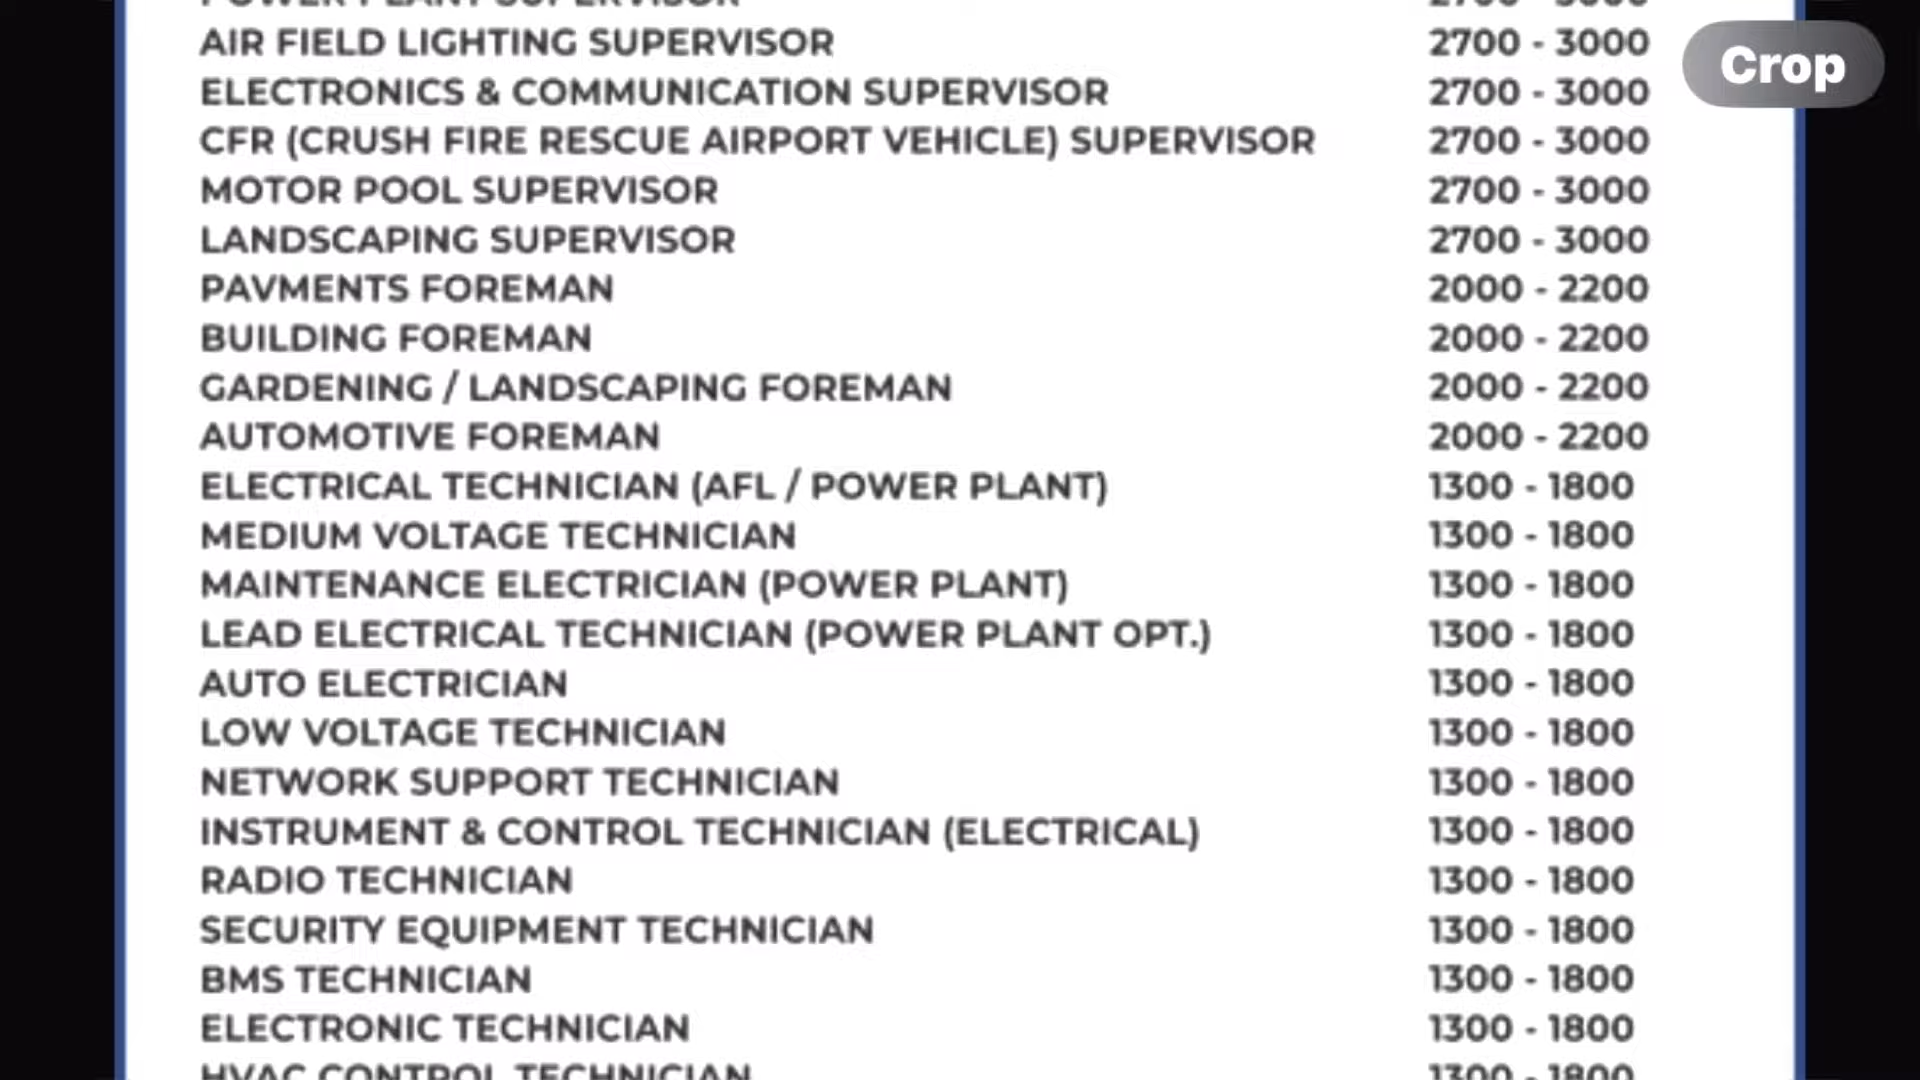 POWER PLANT SUPERVISOR 2700 - 3000
AIR FIELD LIGHTING SUPERVISOR 2700 - 3000
Crop
ELECTRONICS & COMMUNICATION SUPERVISOR 2700 - 3000
CFR (CRUSH FIRE RESCUE AIRPORT VEHICLE) SUPERVISOR 2700 - 3000
MOTOR POOL SUPERVISOR 2700 - 3000
LANDSCAPING SUPERVISOR 2700 - 3000
PAVMENTS FOREMAN 2000 - 2200
BUILDING FOREMAN 2000 - 2200
GARDENING / LANDSCAPING FOREMAN 2000 - 2200
AUTOMOTIVE FOREMAN 2000 - 2200
ELECTRICAL TECHNICIAN (AFL / POWER PLANT) 1300 - 1800
MEDIUM VOLTAGE TECHNICIAN 1300 - 1800
MAINTENANCE ELECTRICIAN (POWER PLANT) 1300 - 1800
LEAD ELECTRICAL TECHNICIAN (POWER PLANT OPT.) 1300 - 1800
AUTO ELECTRICIAN 1300 - 1800
LOW VOLTAGE TECHNICIAN 1300 - 1800
NETWORK SUPPORT TECHNICIAN 1300 - 1800
INSTRUMENT & CONTROL TECHNICIAN (ELECTRICAL) 1300 - 1800
RADIO TECHNICIAN 1300 - 1800
SECURITY EQUIPMENT TECHNICIAN 1300 - 1800
BMS TECHNICIAN 1300 - 1800
ELECTRONIC TECHNICIAN 1300 - 1800
HVAC CONTROL TECHNICIAN 1300 - 1800